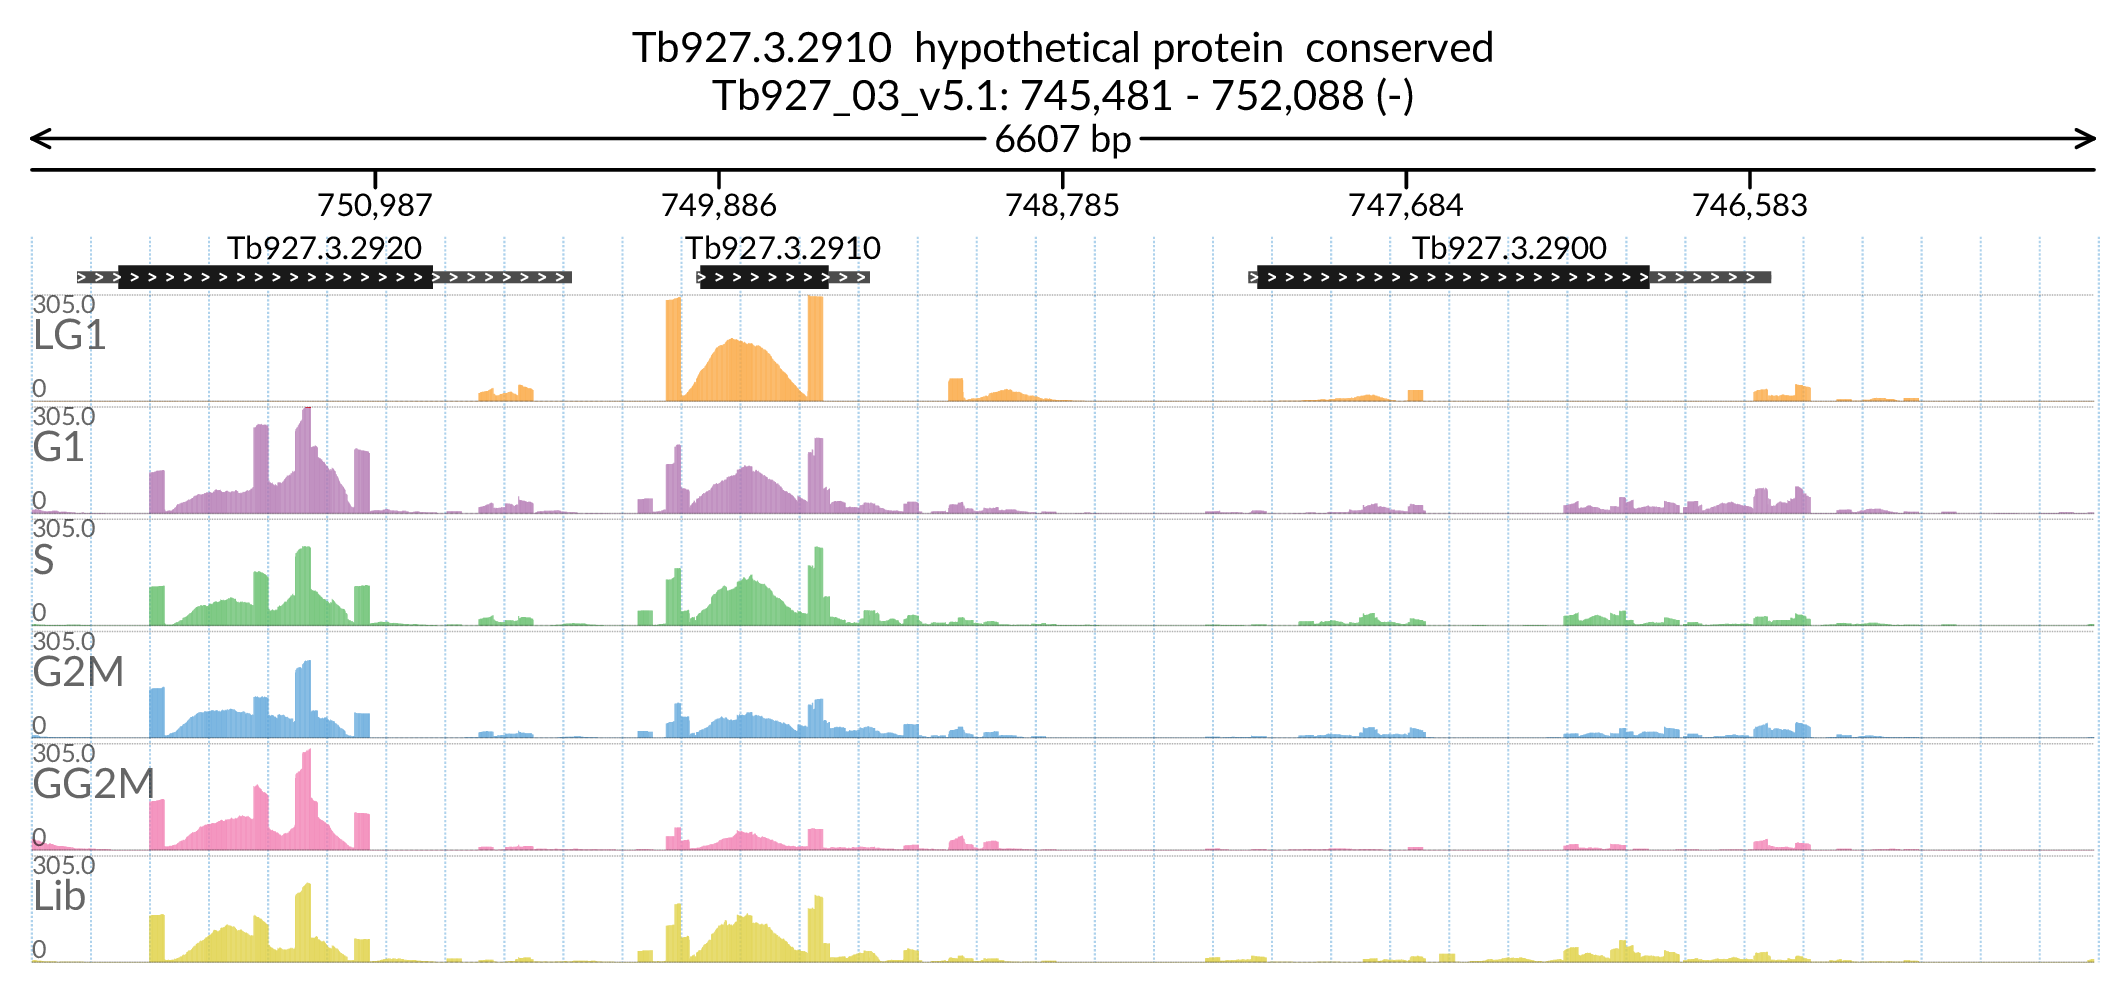 Tb927.3.2910 hypothetical protein conserved
Tb927_03_v5.1: 745,481 - 752,088 (-)
6607 bp
750,987 749,886 748,785 747,684 746,583
Tb927.3.2920 Tb927.3.2910 Tb927.3.2900
305.0
LG1
0
305.0
G1
0
305.0
S
0
305.0
G2M
0
305.0
GG2M
0
305.0
Lib
0